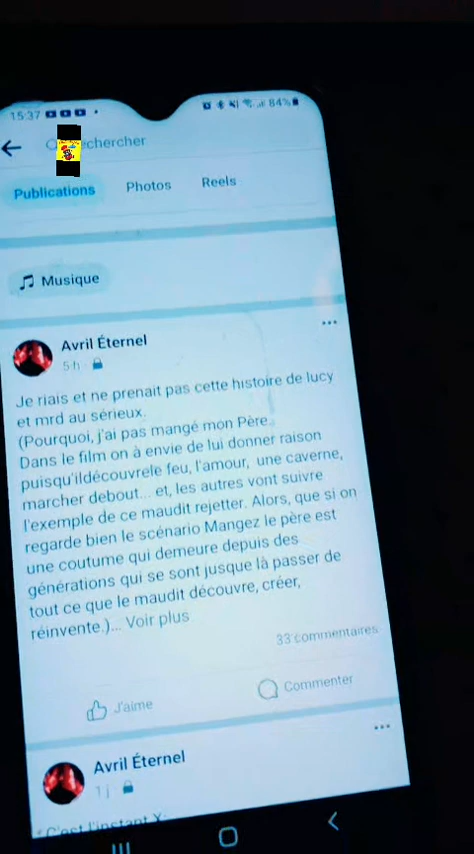 15:37
84%
chercher
Publications
Photos
Reels
Musique
Avril Éternel
5 h
Je riais et ne prenait pas cette histoire de lucy
et mrd au sérieux.
(Pourquoi, j'ai pas mangé mon Père.
Dans le film on à envie de lui donner raison
puisqu'ildécouvrele feu, l'amour, une caverne,
marcher debout... et, les autres vont suivre
l'exemple de ce maudit rejetter. Alors, que si on
regarde bien le scénario Mangez le père est
une coutume qui demeure depuis des
générations qui se sont jusque là passer de
tout ce que le maudit découvre, créer,
réinvente.)... Voir plus
33 commentaires
J'aime
Commenter
Avril Éternel
1 j
C'est l'instant X